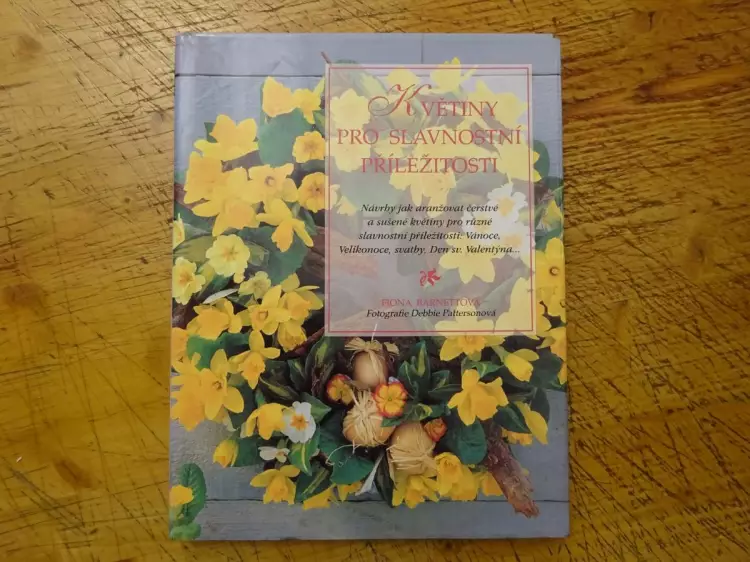 KVĚTINY
PRO SLAVNOSTNÍ
PŘÍLEŽITOSTI
Návrhy jak aranžovat čerstvé
a sušené květiny pro různé
slavnostní příležitosti: Vánoce,
Velikonoce, svatby, Den sv. Valentýna...
FIONA BARNETTOVÁ
Fotografie Debbie Pattersonová